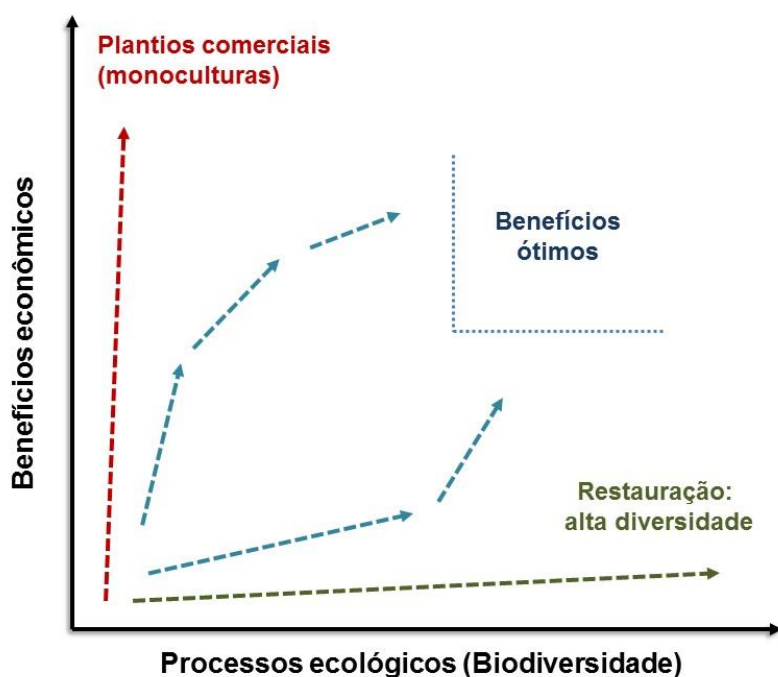 Plantios comerciais
(monoculturas)
Benefícios econômicos
Benefícios
ótimos
Restauração:
alta diversidade
Processos ecológicos (Biodiversidade)